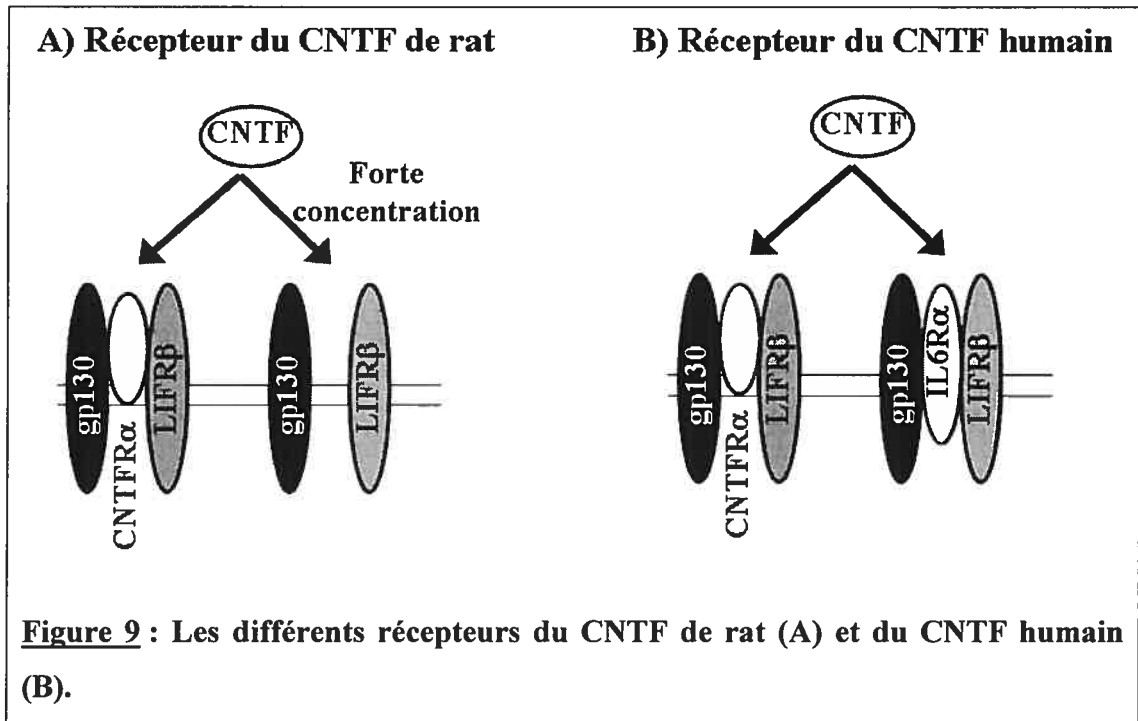 A) Récepteur du CNTF de rat
CNTF
Forte
concentration
gp130
CNTFRα
LIFRβ
gp130
LIFRβ
B) Récepteur du CNTF humain
CNTF
gp130
CNTFRα
LIFRβ
gp130
IL6Rα
LIFRβ
Figure 9 : Les différents récepteurs du CNTF de rat (A) et du CNTF humain
(B).